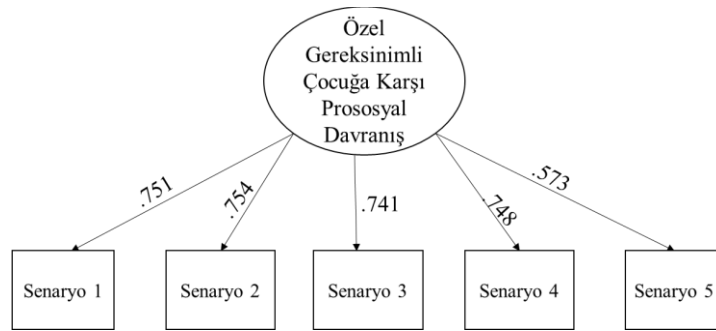 Özel
Gereksinimli
Çocuğa Karşı
Prososyal
Davranış
.751
.754
.741
.748
.573
Senaryo 1
Senaryo 2
Senaryo 3
Senaryo 4
Senaryo 5